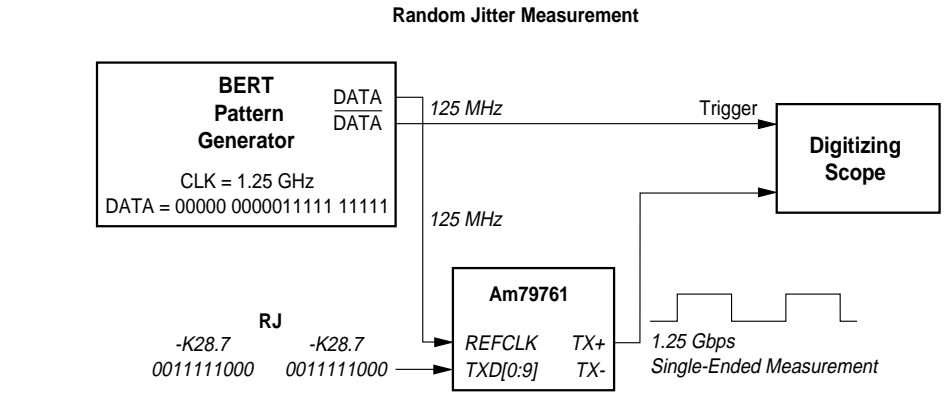 Random Jitter Measurement
BERT
Pattern
Generator
DATA
DATA
CLK = 1.25 GHz
DATA = 00000 0000011111 11111
125 MHz
Trigger
Digitizing
Scope
125 MHz
Am79761
REFCLK TX+
TXD[0:9] TX-
RJ
-K28.7 -K28.7
0011111000 0011111000
1.25 Gbps
Single-Ended Measurement